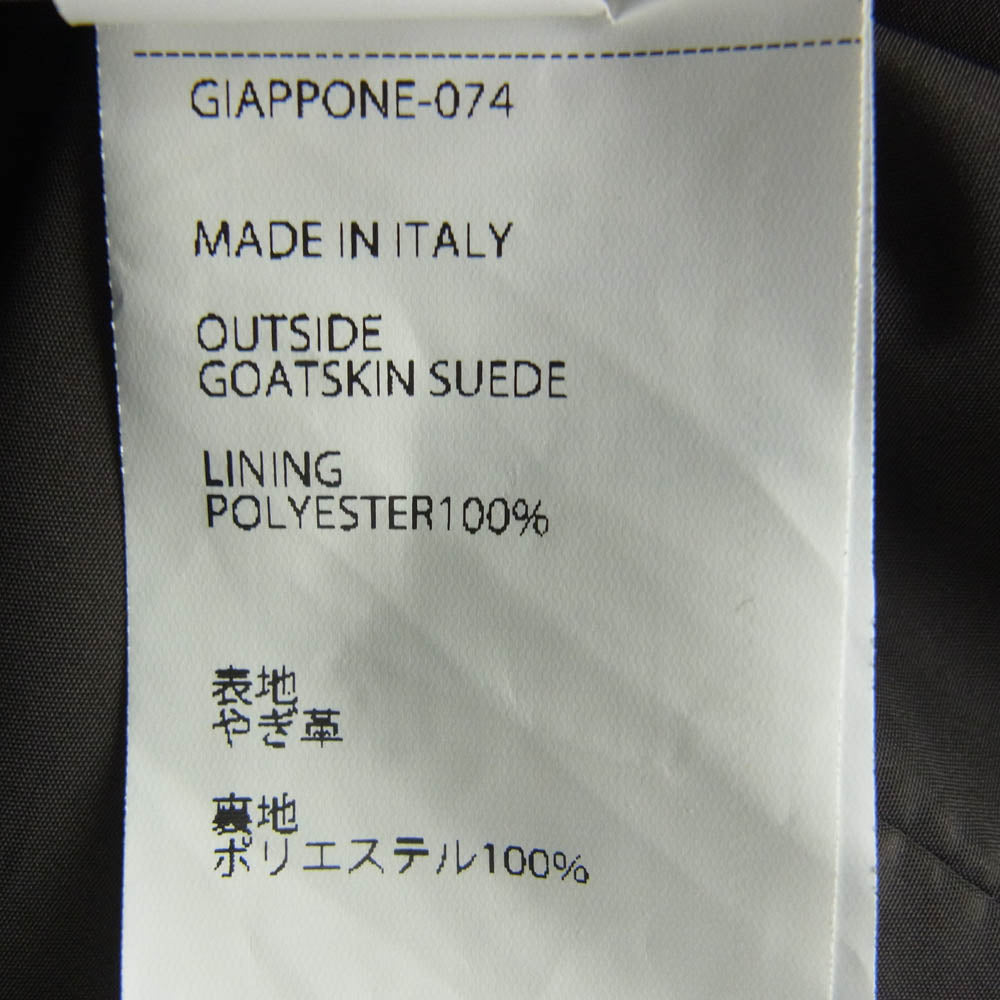 GIAPPONE-074
MADE IN ITALY
OUTSIDE
GOATSKIN SUEDE
LINING
POLYESTER100%
表地
やぎ革
裏地
ポリエステル100%